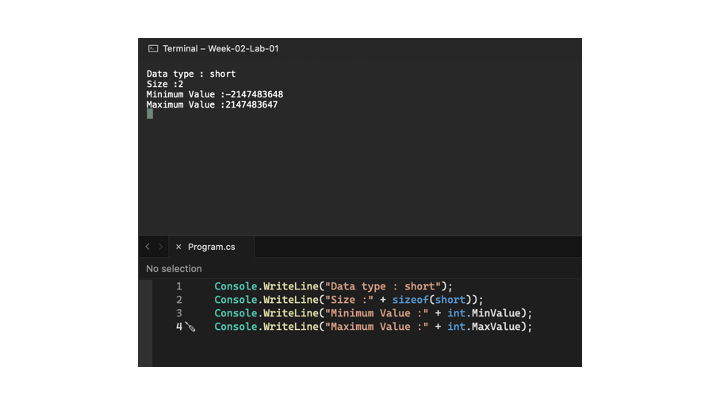 Terminal – Week-02-Lab-01
Data type : short
Size :2
Minimum Value :-2147483648
Maximum Value :2147483647
Program.cs
No selection
1 Console.WriteLine("Data type : short");
2 Console.WriteLine("Size :" + sizeof(short));
3 Console.WriteLine("Minimum Value :" + int.MinValue);
4 Console.WriteLine("Maximum Value :" + int.MaxValue);